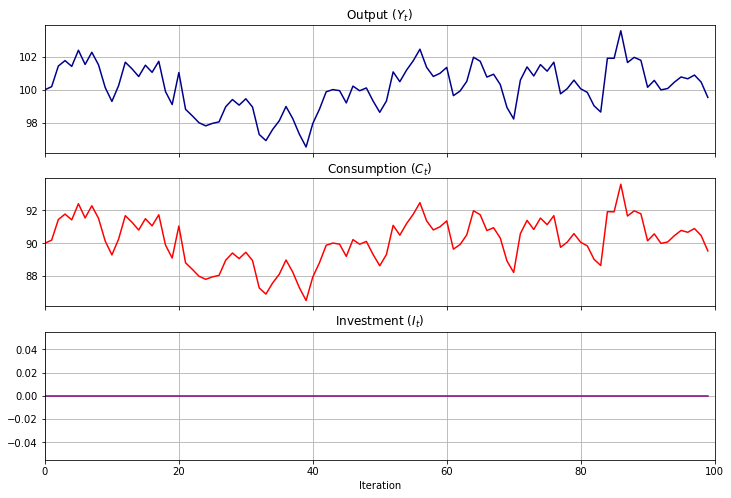 Output (Y_t)
102
100
98
Consumption (C_t)
92
90
88
Investment (I_t)
0.04
0.02
0.00
−0.02
−0.04
0 20 40 60 80 100
Iteration